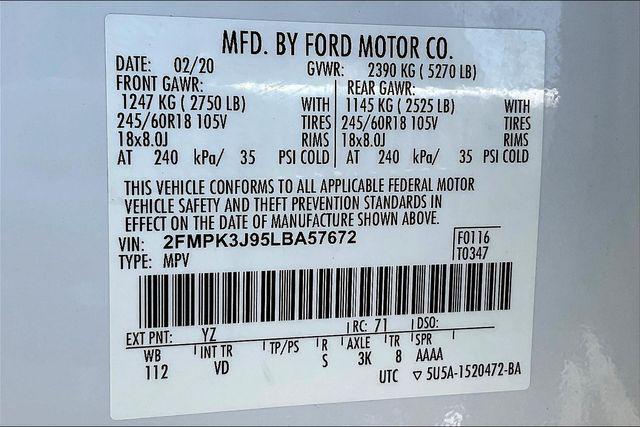 MFD. BY FORD MOTOR CO.
DATE: 02/20 GVWR: 2390 KG ( 5270 LB)
FRONT GAWR: REAR GAWR:
1247 KG ( 2750 LB) WITH 1145 KG ( 2525 LB) WITH
245/60R18 105V TIRES 245/60R18 105V TIRES
18x8.0J RIMS 18x8.0J RIMS
AT 240 kPa/ 35 PSI COLD AT 240 kPa/ 35 PSI COLD
THIS VEHICLE CONFORMS TO ALL APPLICABLE FEDERAL MOTOR
VEHICLE SAFETY AND THEFT PREVENTION STANDARDS IN
EFFECT ON THE DATE OF MANUFACTURE SHOWN ABOVE.
VIN: 2FMPK3J95LBA57672 F0116
TYPE: MPV T0347
EXT PNT: YZ RC: 71 DSO:
WB INT TR TP/PS R AXLE TR SPR
112 VD S 3K 8 AAAA
UTC ▽ 5U5A-1520472-BA